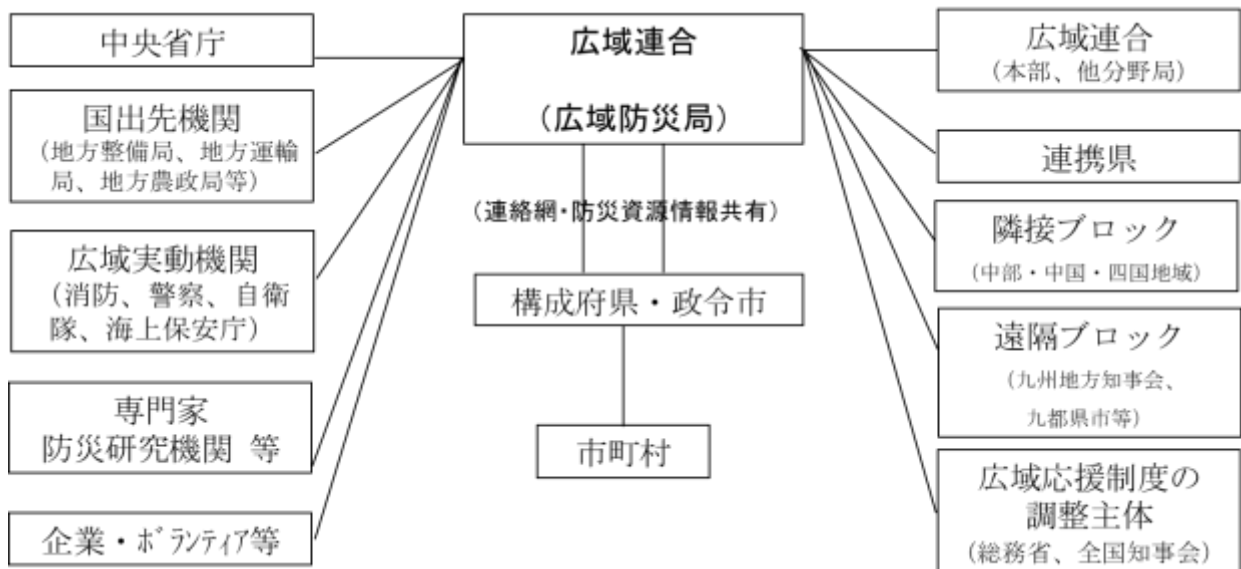 中央省庁
国出先機関
（地方整備局、地方運輸
局、地方農政局等）
広域実動機関
（消防、警察、自衛
隊、海上保安庁）
専門家
防災研究機関 等
企業・ボランティア等
広域連合
（広域防災局）
（連絡網・防災資源情報共有）
構成府県・政令市
市町村
広域連合
（本部、他分野局）
連携県
隣接ブロック
（中部・中国・四国地域）
遠隔ブロック
（九州地方知事会、
九都県市等）
広域応援制度の
調整主体
（総務省、全国知事会）